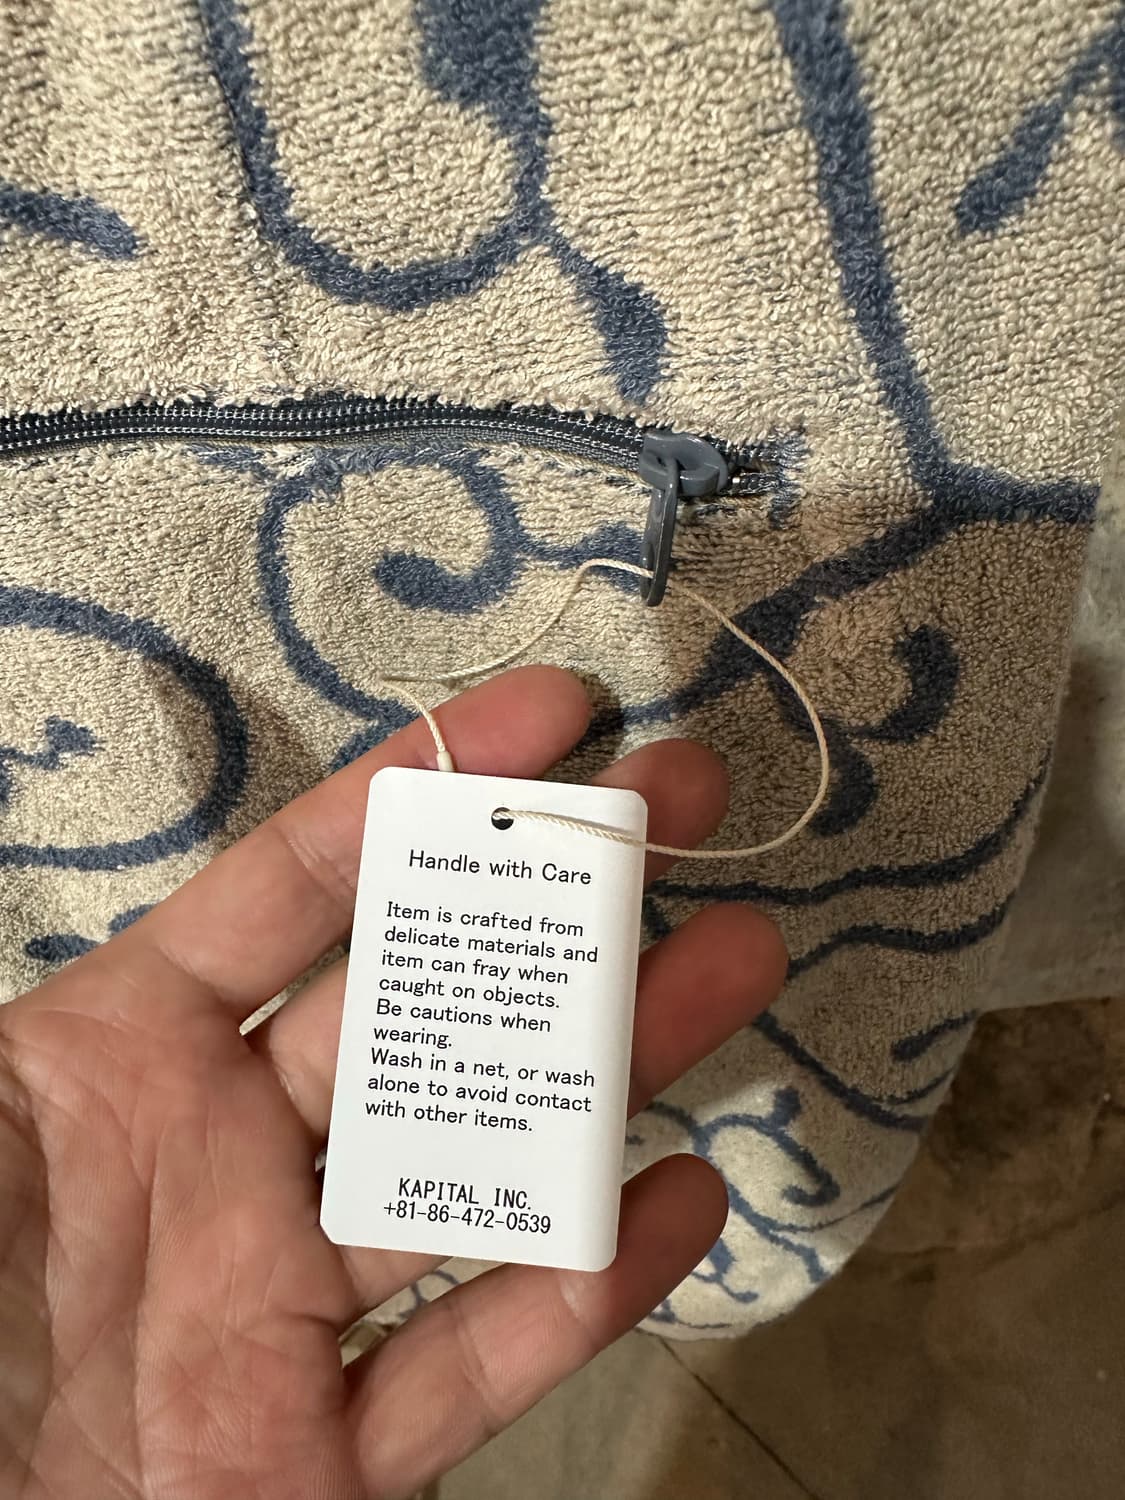 Handle with Care
Item is crafted from
delicate materials and
item can fray when
caught on objects.
Be cautions when
wearing.
Wash in a net, or wash
alone to avoid contact
with other items.
KAPITAL INC.
+81-86-472-0539